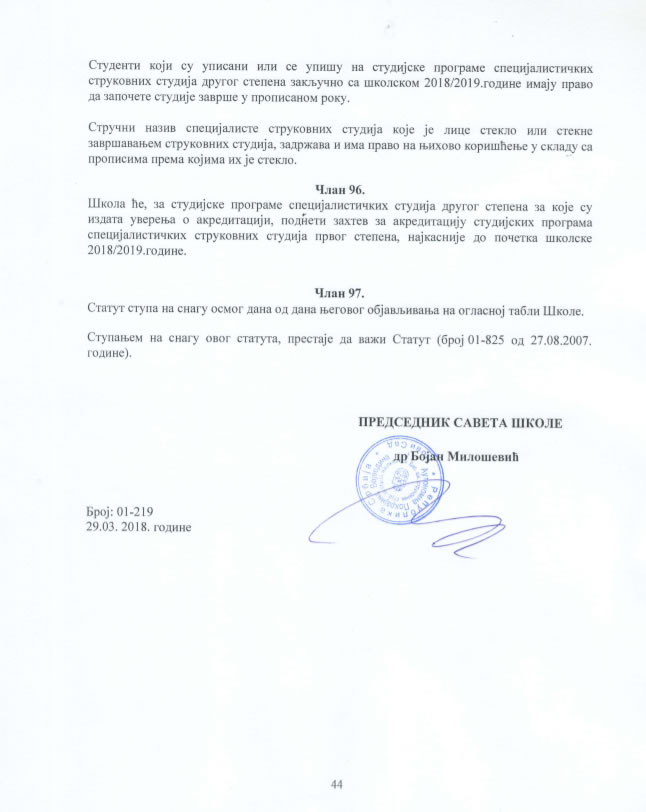 Студенти који су уписани или се упишу на студијске програме специјалистичких
струковних студија другог степена закључно са школском 2018/2019.године имају право
да започете студије заврше у прописаном року.
Стручни назив специјалисте струковних студија које је лице стекло или стекне
завршавањем струковних студија, задржава и има право на њихово коришћење у складу са
прописима према којима их је стекло.
Члан 96.
Школа ће, за студијске програме специјалистичких студија другог степена за које су
издата уверења о акредитацији, поднети захтев за акредитацију студијских програма
специјалистичких струковних студија првог степена, најкасније до почетка школске
2018/2019.године.
Члан 97.
Статут ступа на снагу осмог дана од дана његовог објављивања на огласној табли Школе.
Ступањем на снагу овог статута, престаје да важи Статут (број 01-825 од 27.08.2007.
године).
ПРЕДСЕДНИК САВЕТА ШКОЛЕ
др Бојан Милошевић
Република Србија
Нови Сад
Број: 01-219
29.03. 2018. године
44